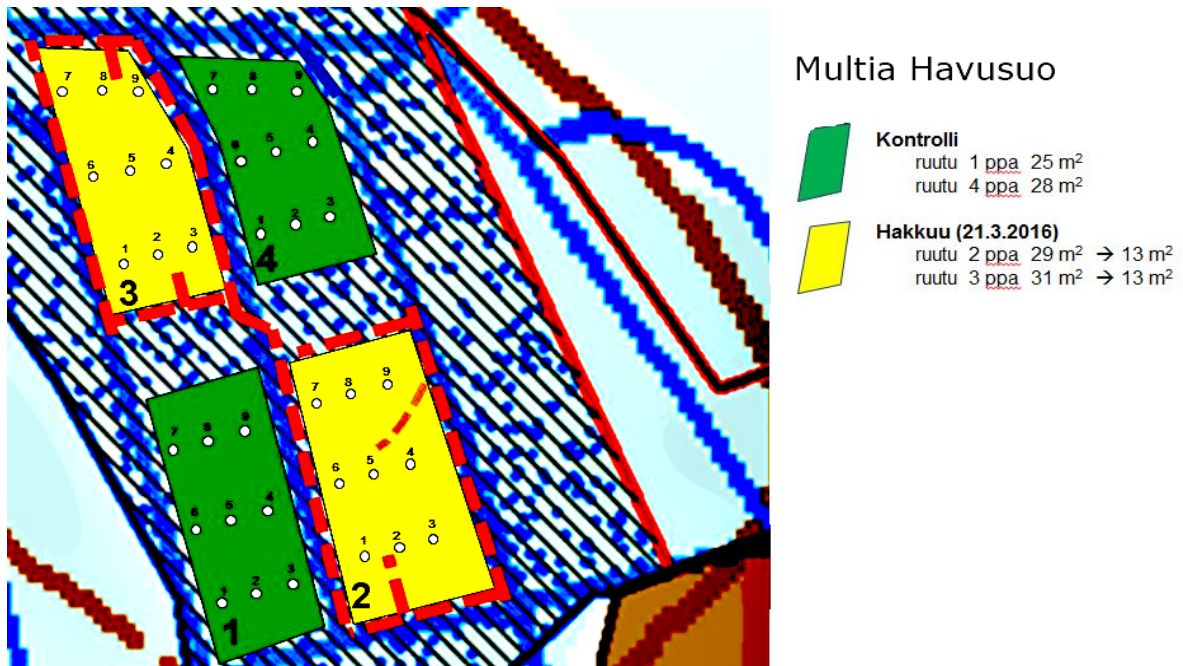 Multia Havusuo
Kontrolli
ruutu 1 ppa 25 m²
ruutu 4 ppa 28 m²
Hakkuu (21.3.2016)
ruutu 2 ppa 29 m² → 13 m²
ruutu 3 ppa 31 m² → 13 m²
7 8 9
6 5 4
1 2 3
3
7 8 9
6 5 4
1 2 3
4
7 8 9
6 5 4
1 2 3
1
7 8 9
6 5 4
1 2 3
2